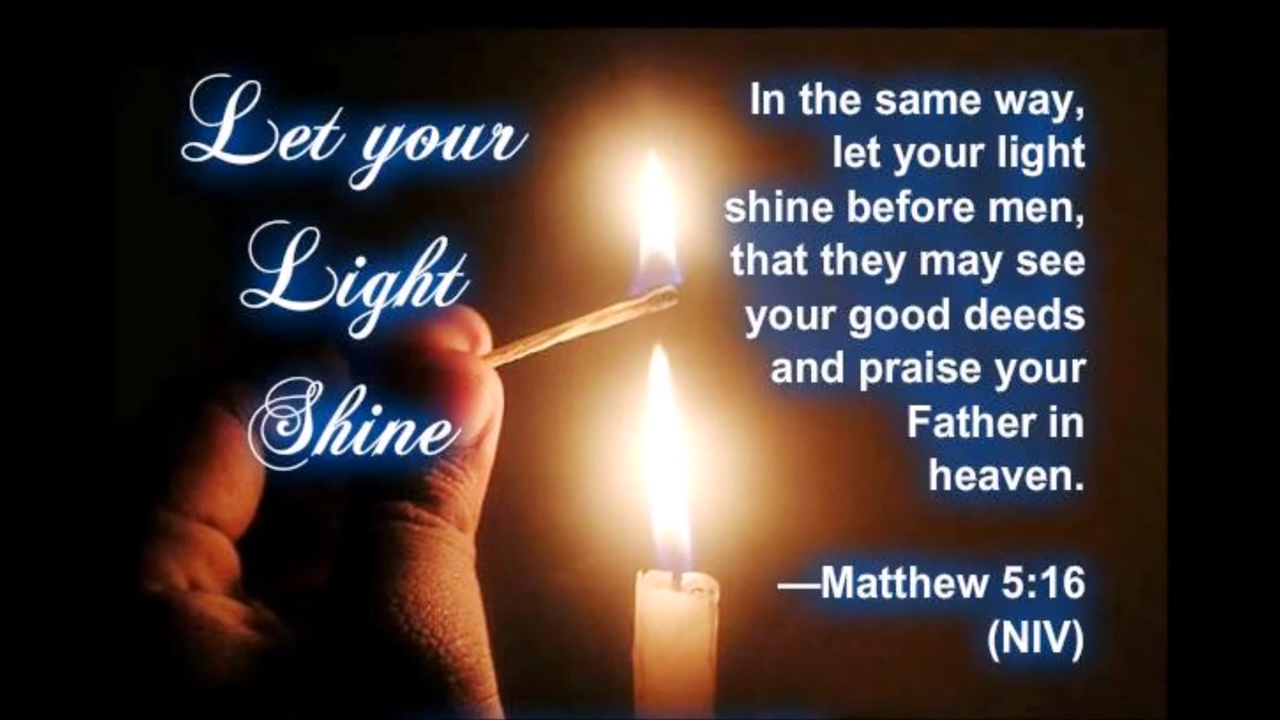 Let your
Light
Shine
In the same way,
let your light
shine before men,
that they may see
your good deeds
and praise your
Father in
heaven.
—Matthew 5:16
(NIV)